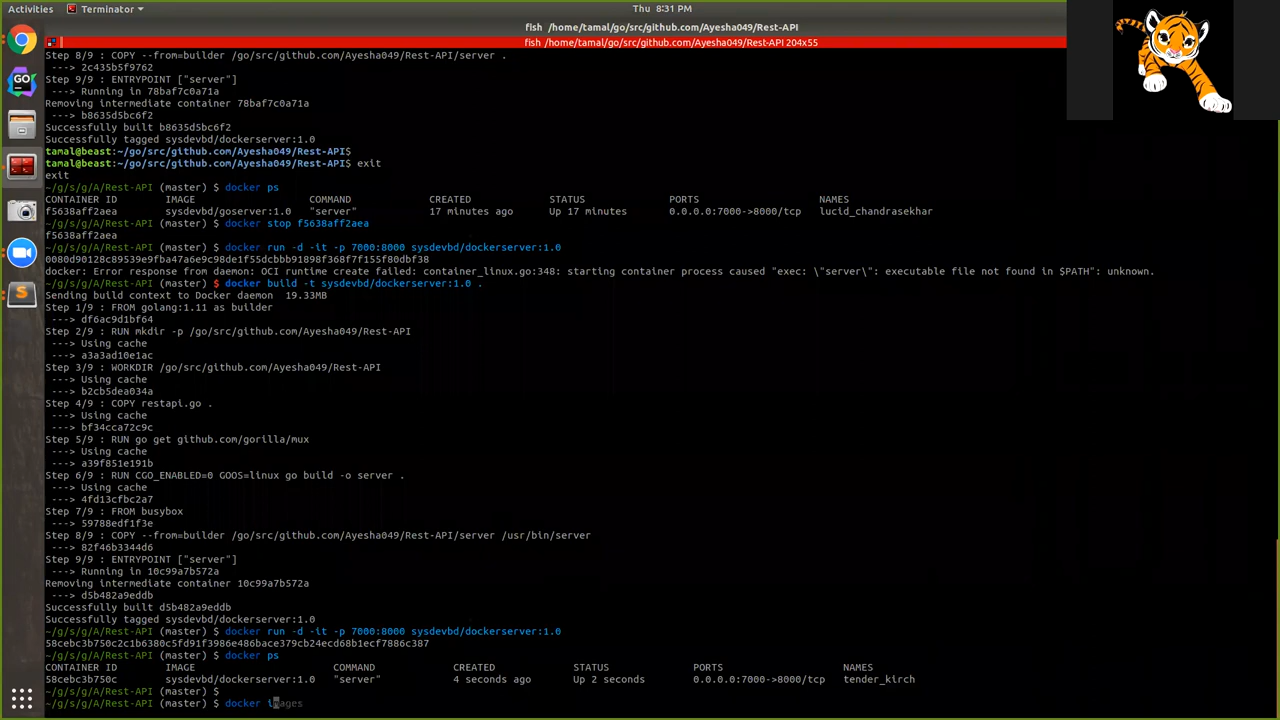 Activities Terminator Thu 8:31 PM
fish /home/tamal/go/src/github.com/Ayesha049/Rest-API
fish /home/tamal/go/src/github.com/Ayesha049/Rest-API 204x55
Step 8/9 : COPY --from=builder /go/src/github.com/Ayesha049/Rest-API/server .
---> 2c435b5f9762
Step 9/9 : ENTRYPOINT ["server"]
---> Running in 78baf7c0a71a
Removing intermediate container 78baf7c0a71a
---> b8635d5bc6f2
Successfully built b8635d5bc6f2
Successfully tagged sysdevbd/dockerserver:1.0
tamal@beast:~/go/src/github.com/Ayesha049/Rest-API$
tamal@beast:~/go/src/github.com/Ayesha049/Rest-API$ exit
exit
~/g/s/g/A/Rest-API (master) $ docker ps
CONTAINER ID IMAGE COMMAND CREATED STATUS PORTS NAMES
f5638aff2aea sysdevbd/goserver:1.0 "server" 17 minutes ago Up 17 minutes 0.0.0.0:7000->8000/tcp lucid_chandrasekhar
~/g/s/g/A/Rest-API (master) $ docker stop f5638aff2aea
f5638aff2aea
~/g/s/g/A/Rest-API (master) $ docker run -d -it -p 7000:8000 sysdevbd/dockerserver:1.0
0080d90128c89539e9fba47a6e9c98de1f55dcbbb91898f368f7f155f80dbf38
docker: Error response from daemon: OCI runtime create failed: container_linux.go:348: starting container process caused "exec: \"server\": executable file not found in $PATH": unknown.
~/g/s/g/A/Rest-API (master) $ docker build -t sysdevbd/dockerserver:1.0 .
Sending build context to Docker daemon 19.33MB
Step 1/9 : FROM golang:1.11 as builder
---> df6ac9d1bf64
Step 2/9 : RUN mkdir -p /go/src/github.com/Ayesha049/Rest-API
---> Using cache
---> a3a3ad10e1ac
Step 3/9 : WORKDIR /go/src/github.com/Ayesha049/Rest-API
---> Using cache
---> b2cb5dea034a
Step 4/9 : COPY restapi.go .
---> Using cache
---> bf34cca72c9c
Step 5/9 : RUN go get github.com/gorilla/mux
---> Using cache
---> a39f851e191b
Step 6/9 : RUN CGO_ENABLED=0 GOOS=linux go build -o server .
---> Using cache
---> 4fd13cfbc2a7
Step 7/9 : FROM busybox
---> 59788edf1f3e
Step 8/9 : COPY --from=builder /go/src/github.com/Ayesha049/Rest-API/server /usr/bin/server
---> 82f46b3344d6
Step 9/9 : ENTRYPOINT ["server"]
---> Running in 10c99a7b572a
Removing intermediate container 10c99a7b572a
---> d5b482a9eddb
Successfully built d5b482a9eddb
Successfully tagged sysdevbd/dockerserver:1.0
~/g/s/g/A/Rest-API (master) $ docker run -d -it -p 7000:8000 sysdevbd/dockerserver:1.0
58cebc3b750c2c1b6380c5fd91f3986e486bace379cb24ecd68b1ecf7886c387
~/g/s/g/A/Rest-API (master) $ docker ps
CONTAINER ID IMAGE COMMAND CREATED STATUS PORTS NAMES
58cebc3b750c sysdevbd/dockerserver:1.0 "server" 4 seconds ago Up 2 seconds 0.0.0.0:7000->8000/tcp tender_kirch
~/g/s/g/A/Rest-API (master) $
~/g/s/g/A/Rest-API (master) $ docker images